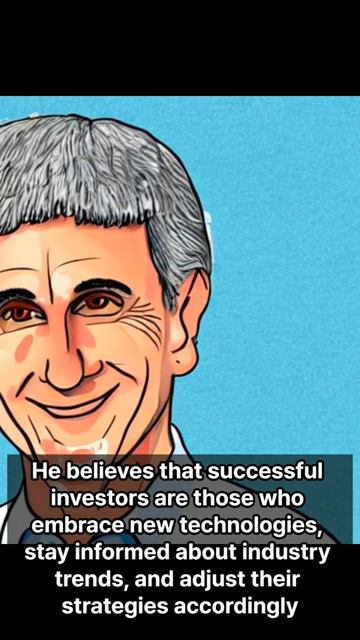 He believes that successful
investors are those who
embrace new technologies,
stay informed about industry
trends, and adjust their
strategies accordingly